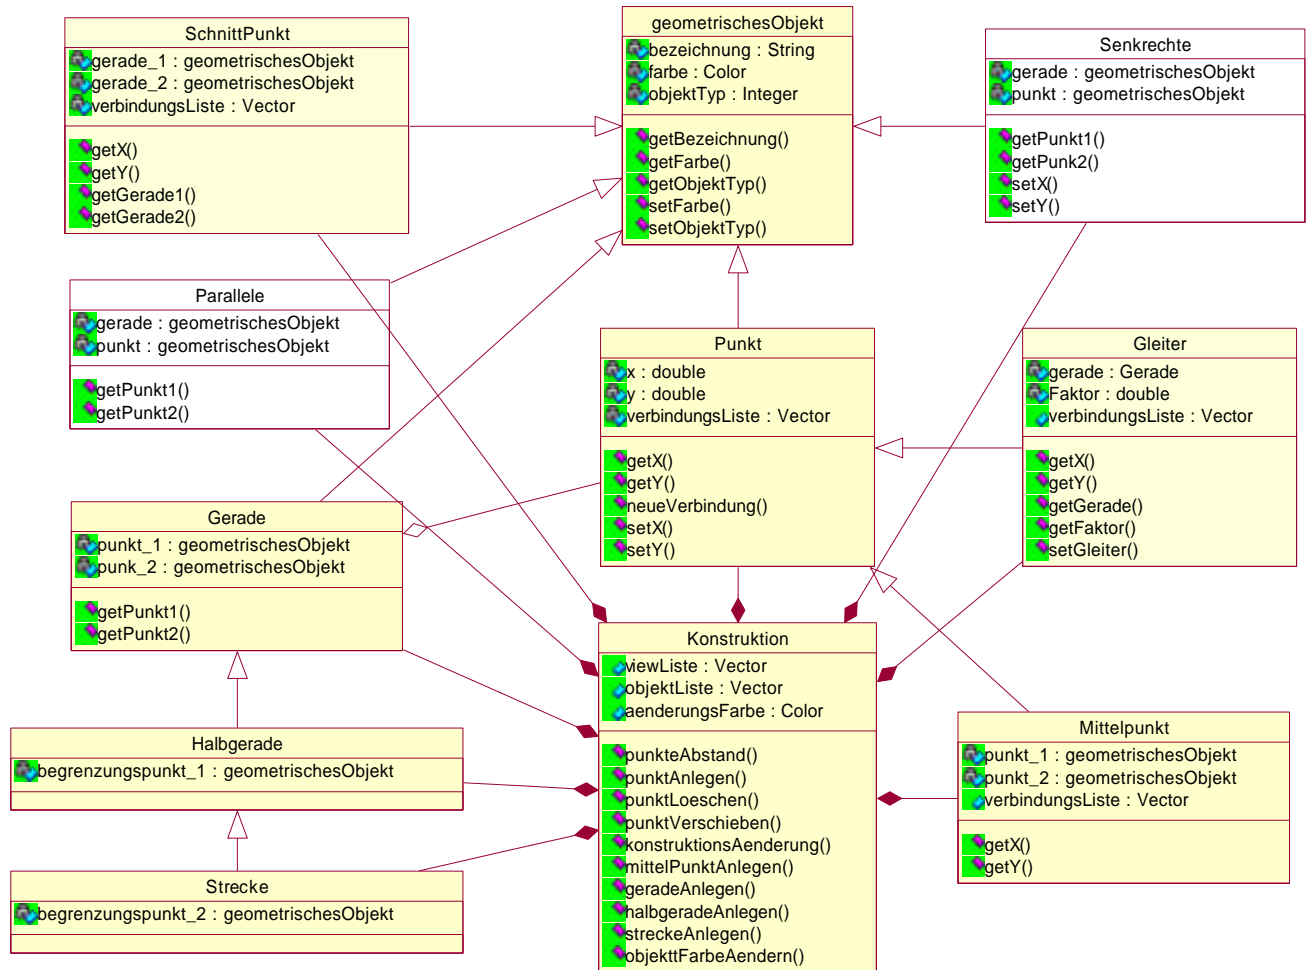 SchnittPunkt
gerade_1 : geometrischesObjekt
gerade_2 : geometrischesObjekt
verbindungsListe : Vector
getX()
getY()
getGerade1()
getGerade2()
geometrischesObjekt
bezeichnung : String
farbe : Color
objektTyp : Integer
getBezeichnung()
getFarbe()
getObjektTyp()
setFarbe()
setObjektTyp()
Senkrechte
gerade : geometrischesObjekt
punkt : geometrischesObjekt
getPunkt1()
getPunk2()
setX()
setY()
Parallele
gerade : geometrischesObjekt
punkt : geometrischesObjekt
getPunkt1()
getPunkt2()
Punkt
x : double
y : double
verbindungsListe : Vector
getX()
getY()
neueVerbindung()
setX()
setY()
Gleiter
gerade : Gerade
Faktor : double
verbindungsListe : Vector
getX()
getY()
getGerade()
getFaktor()
setGleiter()
Gerade
punkt_1 : geometrischesObjekt
punk_2 : geometrischesObjekt
getPunkt1()
getPunkt2()
Konstruktion
viewListe : Vector
objektListe : Vector
aenderungsFarbe : Color
punkteAbstand()
punktAnlegen()
punktLoeschen()
punktVerschieben()
konstruktionsAenderung()
mittelPunktAnlegen()
geradeAnlegen()
halbgeradeAnlegen()
streckeAnlegen()
objekttFarbeAendern()
Mittelpunkt
punkt_1 : geometrischesObjekt
punkt_2 : geometrischesObjekt
verbindungsListe : Vector
getX()
getY()
Halbgerade
begrenzungspunkt_1 : geometrischesObjekt
Strecke
begrenzungspunkt_2 : geometrischesObjekt